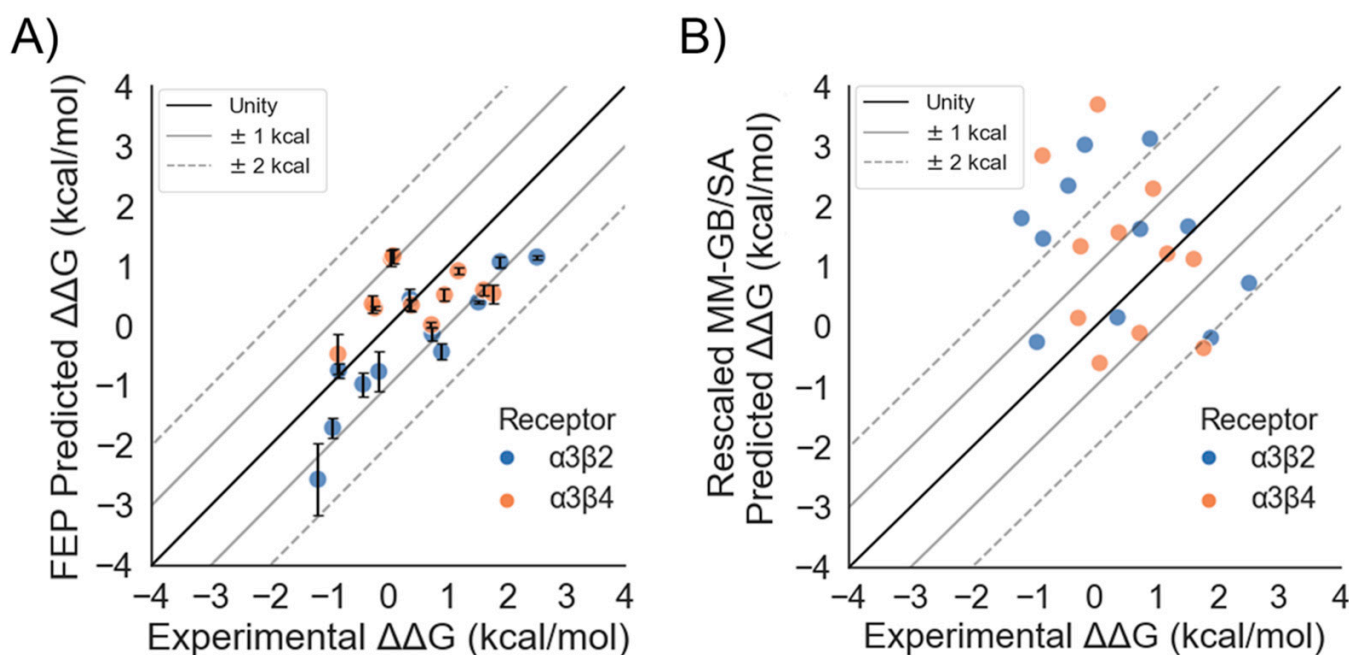 A)
FEP Predicted ΔΔG (kcal/mol)
4
3
2
1
0
−1
−2
−3
−4
Unity
± 1 kcal
± 2 kcal
Receptor
α3β2
α3β4
−4 −3 −2 −1 0 1 2 3 4
Experimental ΔΔG (kcal/mol)
B)
Rescaled MM-GB/SA
Predicted ΔΔG (kcal/mol)
4
3
2
1
0
−1
−2
−3
−4
Unity
± 1 kcal
± 2 kcal
Receptor
α3β2
α3β4
−4 −3 −2 −1 0 1 2 3 4
Experimental ΔΔG (kcal/mol)